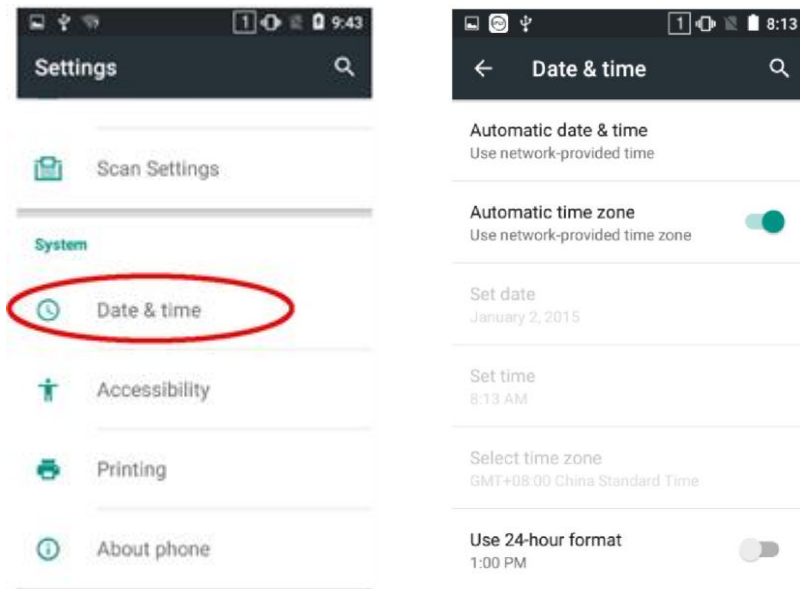 1 9:43
Settings
Scan Settings
System
Date & time
Accessibility
Printing
About phone
1 8:13
Date & time
Automatic date & time
Use network-provided time
Automatic time zone
Use network-provided time zone
Set date
January 2, 2015
Set time
8:13 AM
Select time zone
GMT+08:00 China Standard Time
Use 24-hour format
1:00 PM